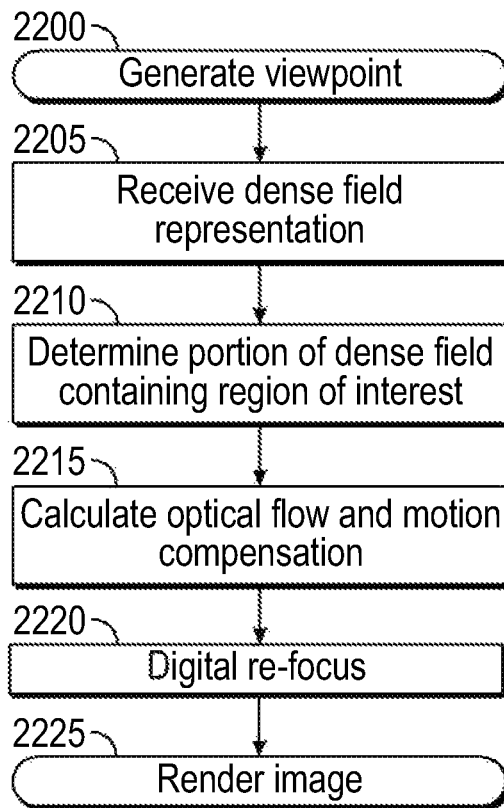 2200
Generate viewpoint
2205
Receive dense field
representation
2210
Determine portion of dense field
containing region of interest
2215
Calculate optical flow and motion
compensation
2220
Digital re-focus
2225
Render image